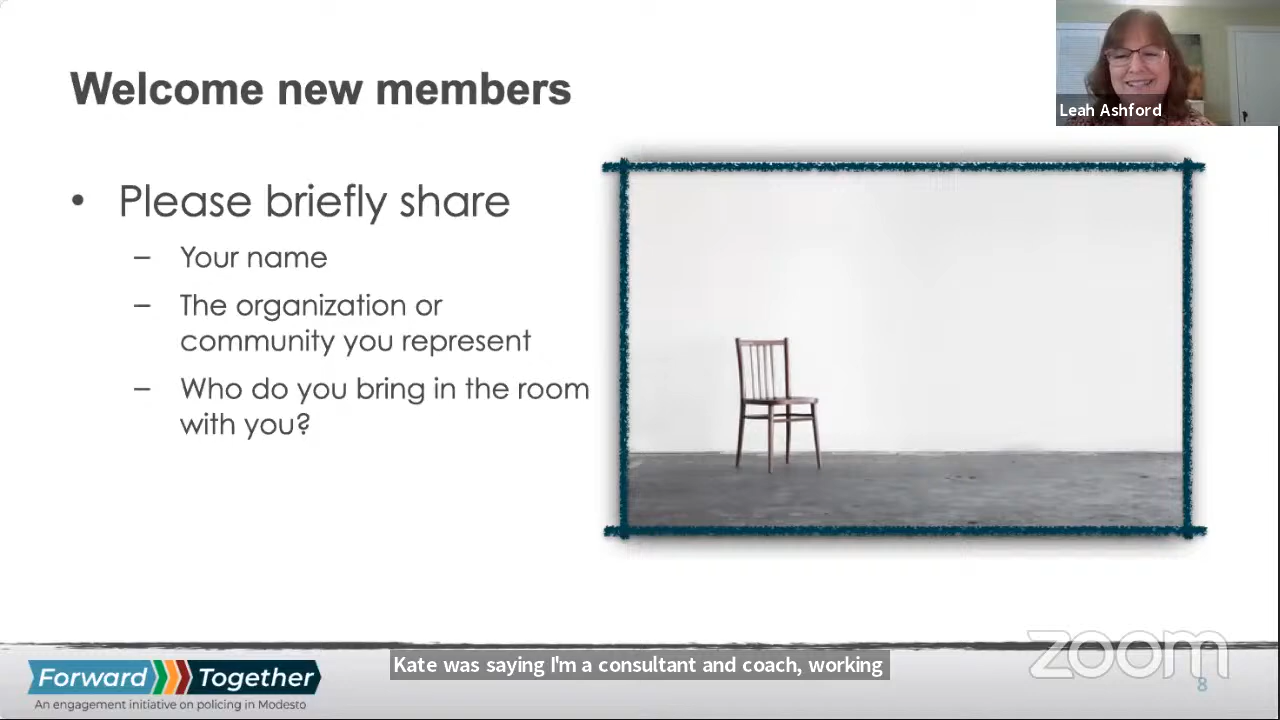 Welcome new members
Leah Ashford
• Please briefly share
– Your name
– The organization or
community you represent
– Who do you bring in the room
with you?
zoom
8
Kate was saying I'm a consultant and coach, working
Forward Together
An engagement initiative on policing in Modesto